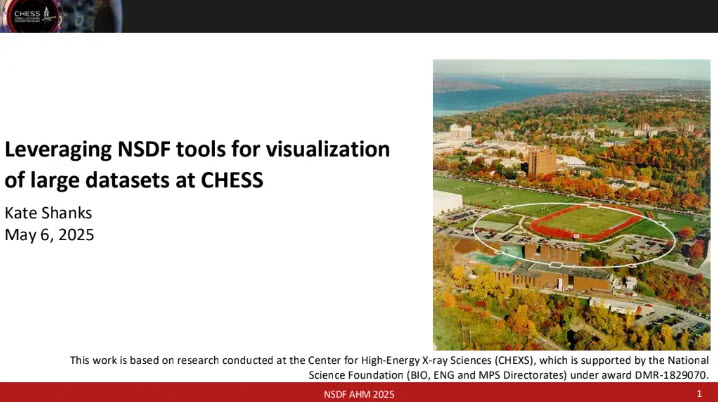 CHESS
Leveraging NSDF tools for visualization
of large datasets at CHESS
Kate Shanks
May 6, 2025
This work is based on research conducted at the Center for High-Energy X-ray Sciences (CHEXS), which is supported by the National
Science Foundation (BIO, ENG and MPS Directorates) under award DMR-1829070.
NSDF AHM 2025
1